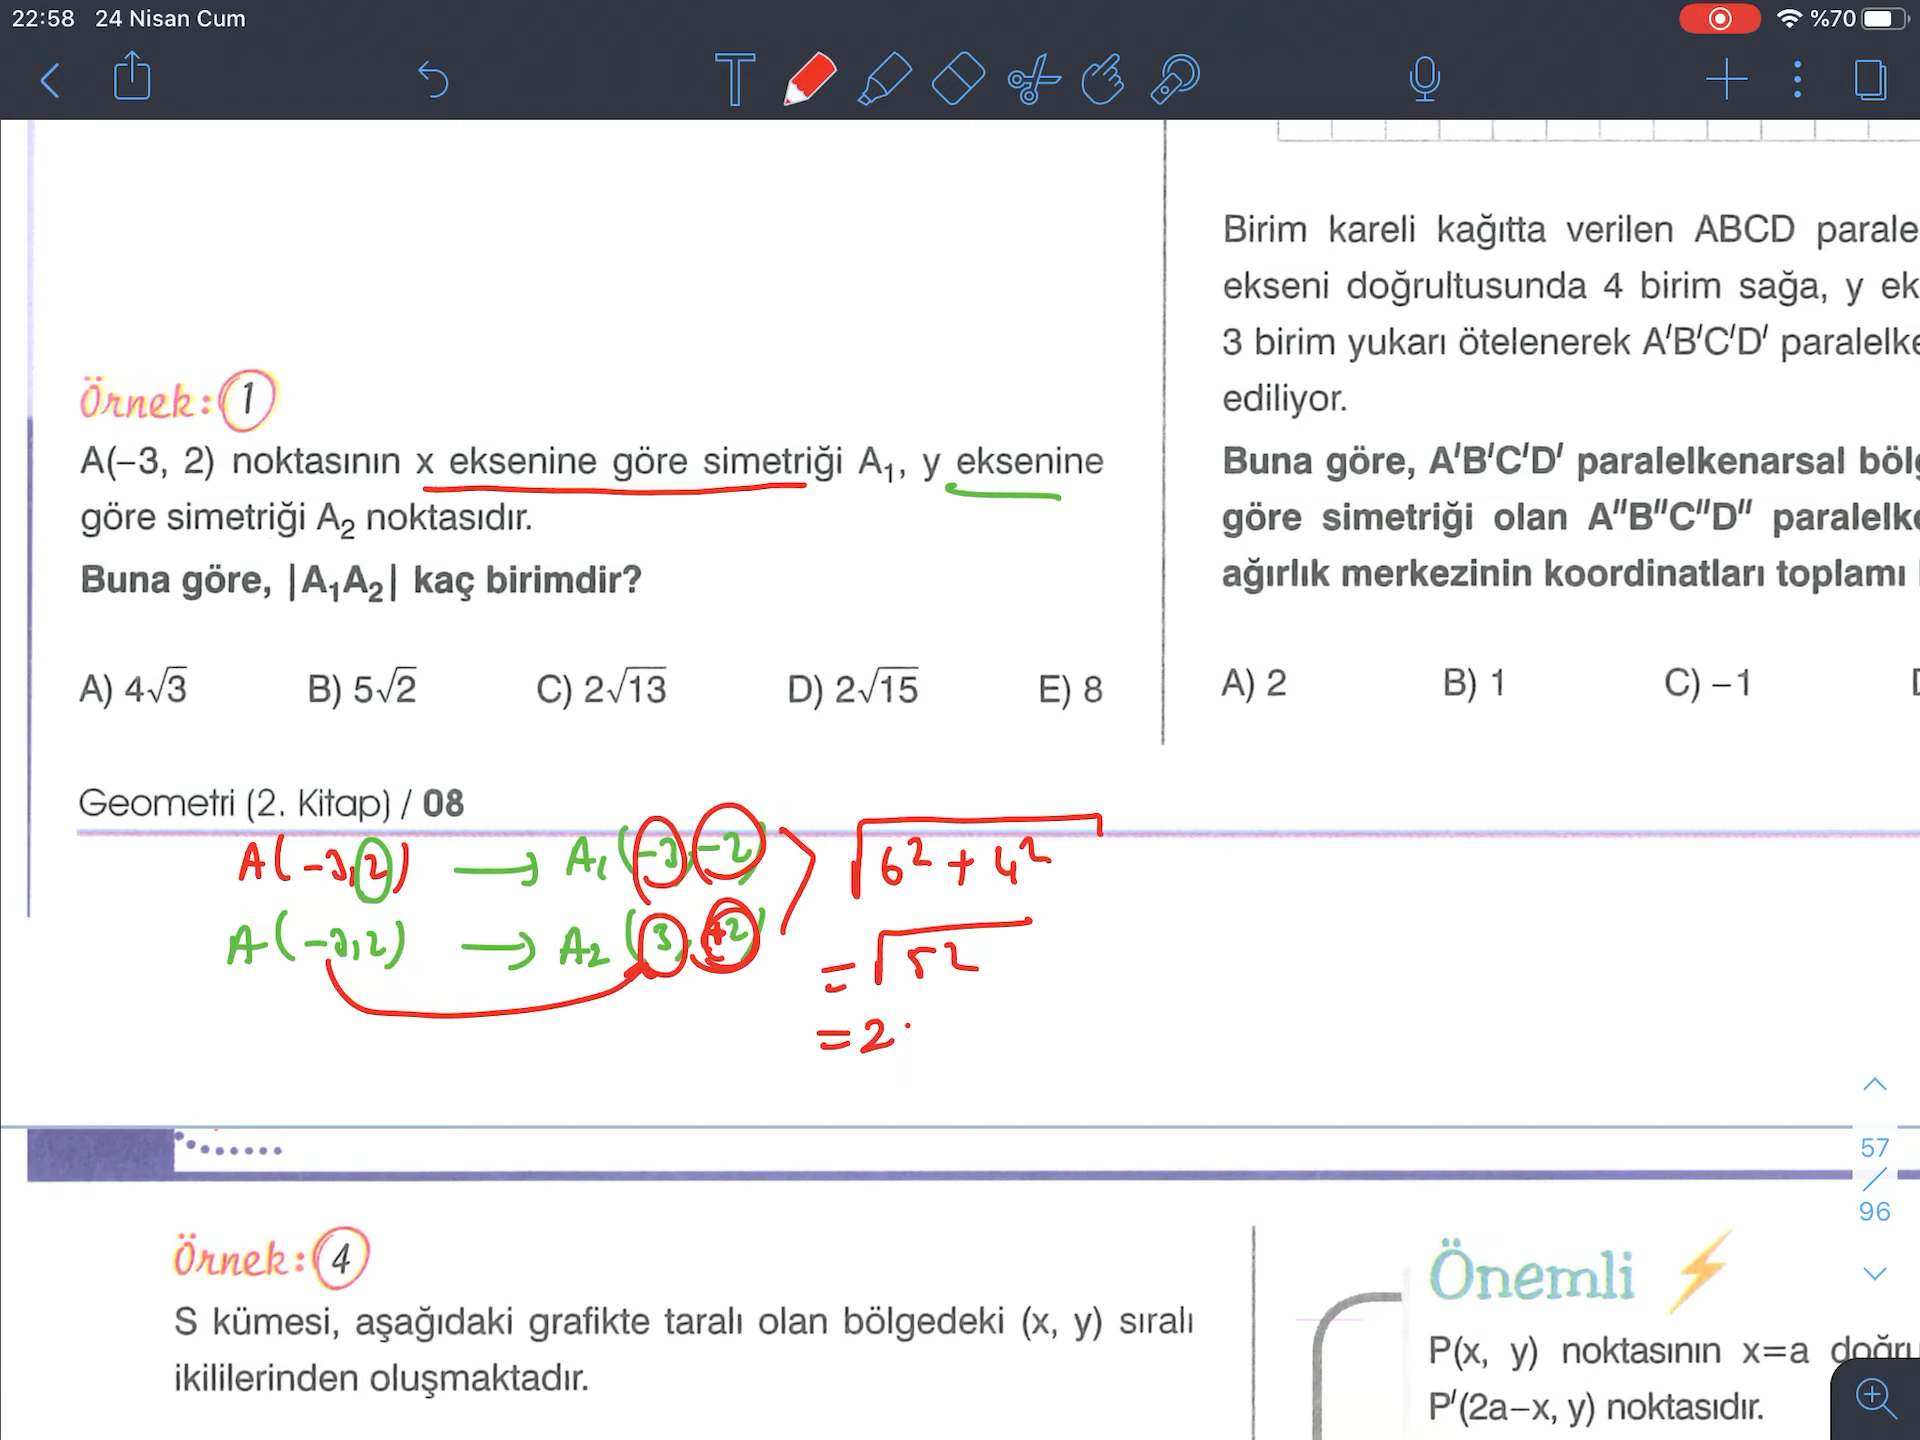 22:58 24 Nisan Cum
%70
Örnek: 1
A(−3, 2) noktasının x eksenine göre simetriği A₁, y eksenine
göre simetriği A₂ noktasıdır.
Buna göre, |A₁A₂| kaç birimdir?
A) 4√3 B) 5√2 C) 2√13 D) 2√15 E) 8
Geometri (2. Kitap) / 08
A(-3,2) → A₁(-3,-2)
A(-3,2) → A₂(3,+2)
√6²+4²
=√52
=2
Birim kareli kağıtta verilen ABCD parale
ekseni doğrultusunda 4 birim sağa, y ek
3 birim yukarı ötelenerek A'B'C'D' paralelke
ediliyor.
Buna göre, A'B'C'D' paralelkenarsal bölg
göre simetriği olan A''B''C''D'' paralelke
ağırlık merkezinin koordinatları toplamı
A) 2 B) 1 C) −1
57
/
96
Örnek: 4
S kümesi, aşağıdaki grafikte taralı olan bölgedeki (x, y) sıralı
ikililerinden oluşmaktadır.
Önemli
P(x, y) noktasının x=a doğru
P'(2a−x, y) noktasıdır.